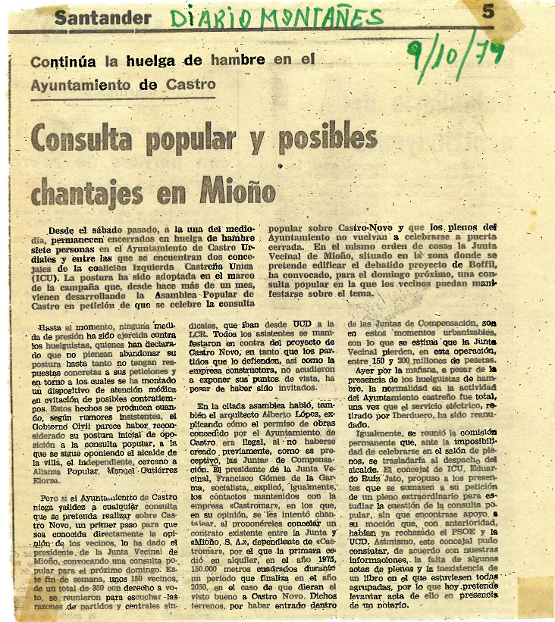 Santander DIARIO MONTAÑES 5
9/10/79
Continúa la huelga de hambre en el
Ayuntamiento de Castro
Consulta popular y posibles
chantajes en Mioño
Desde el sábado pasado, a la una del medio-
día, permanecen encerrados en huelga de hambre
siete personas en el Ayuntamiento de Castro Ur-
diales y entre las que se encuentran dos conce-
jales de la coalición Izquierda Castreña Unitaria
(ICU). La postura ha sido adoptada en el marco
de la campaña que, desde hace más de un mes,
vienen desarrollando la Asamblea Popular de
Castro en petición de que se celebre la consulta
popular sobre Castro-Novo y que los plenos del
Ayuntamiento no vuelvan a celebrarse a puerta
cerrada. En el mismo orden de cosas la Junta
Vecinal de Mioño, situado en la zona donde se
pretende edificar el debatido proyecto de Boffil,
ha convocado, para el domingo próximo, una con-
sulta popular en la que los vecinos puedan mani-
festarse sobre el tema.
Hasta el momento, ninguna medi-
da de presión ha sido ejercida contra
los huelguistas, quienes han declarado
que no piensan abandonar su
postura hasta tanto no tengan res-
puestas concretas a sus peticiones y
en torno a los cuales se ha montado
un dispositivo de atención médica
en evitación de posibles contratiem-
pos. Estos hechos se producen cuan-
do, según rumores insistentes, el
Gobierno Civil parece haber recon-
siderado su postura inicial de opo-
sición a la consulta popular, a la
que se sigue oponiendo el alcalde de
la villa, el independiente, cercano a
Alianza Popular, Manuel Gutiérrez
Elorza.
Pero si el Ayuntamiento de Castro
niega validez a cualquier consulta
que se pretenda realizar sobre Cas-
tro Novo, un primer paso para que
sea conocida directamente la opi-
nión de los vecinos, lo ha dado el
presidente de la Junta Vecinal de
Mioño, convocando una consulta po-
pular para el próximo domingo. Es-
te fin de semana, unos 150 vecinos,
de un total de 350 con derecho a vo-
to, se reunieron para escuchar las
razones de partidos y centrales sin-
dicales, que iban desde UCD a la
LCR. Todos los asistentes se mani-
festaron en contra del proyecto de
Castro Novo, en tanto que los parti-
dos que lo defienden, así como la
empresa constructora, no acudieron
a exponer sus puntos de vista, pese
a haber sido invitados.
En la citada asamblea habló, tam-
bién el arquitecto Alberto López, ex-
plicando cómo el permiso de obras
concedido por el Ayuntamiento de
Castro, era ilegal, al no haberse
creado, previamente, como es pre-
ceptivo, las Juntas de Compensa-
ción. El presidente de la Junta Ve-
cinal, Francisco Gómez de la Gar-
ma, socialista, explicó, igualmente,
los contactos mantenidos con la
empresa «Castromar», en los que, en
su opinión, se les intentó chan-
tajear, al proponérseles cancelar un
contrato existente entre la Junta y
S. A.», dependiente de «Cas-
tromar», por el que la primera ce-
dió en alquiler, en el año 1975,
150.000 metros cuadrados durante
un periodo que finaliza en el año
2050, en el caso de que dieran el
visto bueno a Castro Novo. Dichos
terrenos, por haber entrado dentro
de las Juntas de Compensación, son
en estos momentos urbanizables,
con lo que se estima que la Junta
Vecinal pierden, en esta operación,
entre 150 y 200 millones de pesetas.
Ayer por la mañana, a pesar de la
presencia de los huelguistas de ham-
bre, la normalidad en la actividad
del Ayuntamiento castreño fue total,
una vez que el servicio eléctrico, re-
tirado por Iberduero, ha sido reanu-
dado.
Igualmente, se reunió la comisión
permanente que, ante la imposibili-
dad de celebrarse en el salón de ple-
nos, se trasladaría al despacho del
alcalde. El concejal de ICU, Eduar-
do Ruis Jato, propuso a los presen-
tes que se sumasen a su petición
de un pleno extraordinario para es-
tudiar la cuestión de la consulta po-
pular, sin que encontrase apoyo a
su moción que, con anterioridad,
habían ya rechazado el PSOE y la
UCD. Asimismo, este concejal pudo
constatar, de acuerdo con nuestras
informaciones, la falta de algunas
actas de plenos y la inexistencia de
un libro en el que estuviesen todas
agrupadas, por lo que hoy pretende
levantar acta de ello en presencia de
un notario.